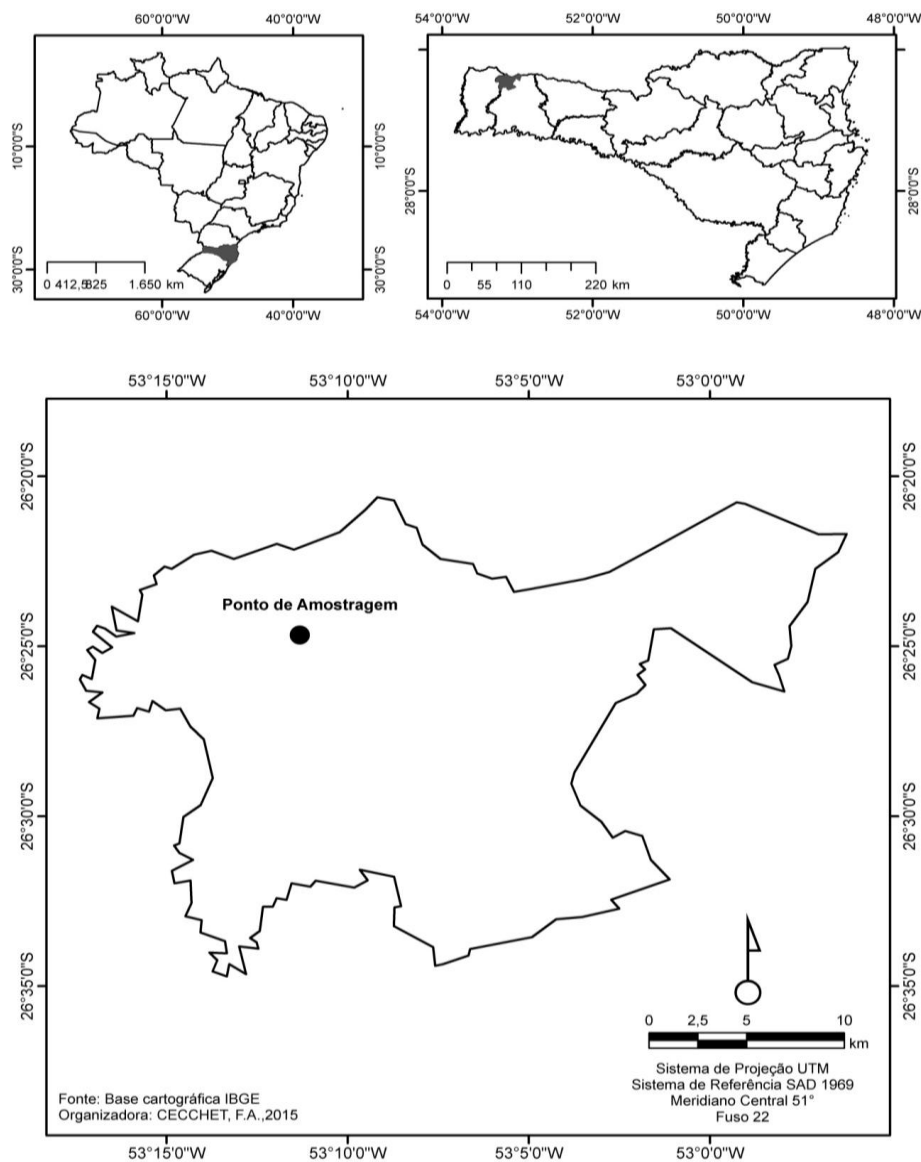 60°0'0"W 40°0'0"W
10°0'0"S 10°0'0"S
30°0'0"S 30°0'0"S
0 412,5825 1.650 km
60°0'0"W 40°0'0"W
54°0'0"W 52°0'0"W 50°0'0"W 48°0'0"W
28°0'0"S 28°0'0"S
0 55 110 220 km
54°0'0"W 52°0'0"W 50°0'0"W 48°0'0"W
53°15'0"W 53°10'0"W 53°5'0"W 53°0'0"W
26°20'0"S 26°20'0"S
Ponto de Amostragem
26°25'0"S 26°25'0"S
26°30'0"S 26°30'0"S
26°35'0"S 26°35'0"S
0 2,5 5 10
km
Sistema de Projeção UTM
Sistema de Referência SAD 1969
Meridiano Central 51°
Fuso 22
Fonte: Base cartográfica IBGE
Organizadora: CECCHET, F.A.,2015
53°15'0"W 53°10'0"W 53°5'0"W 53°0'0"W